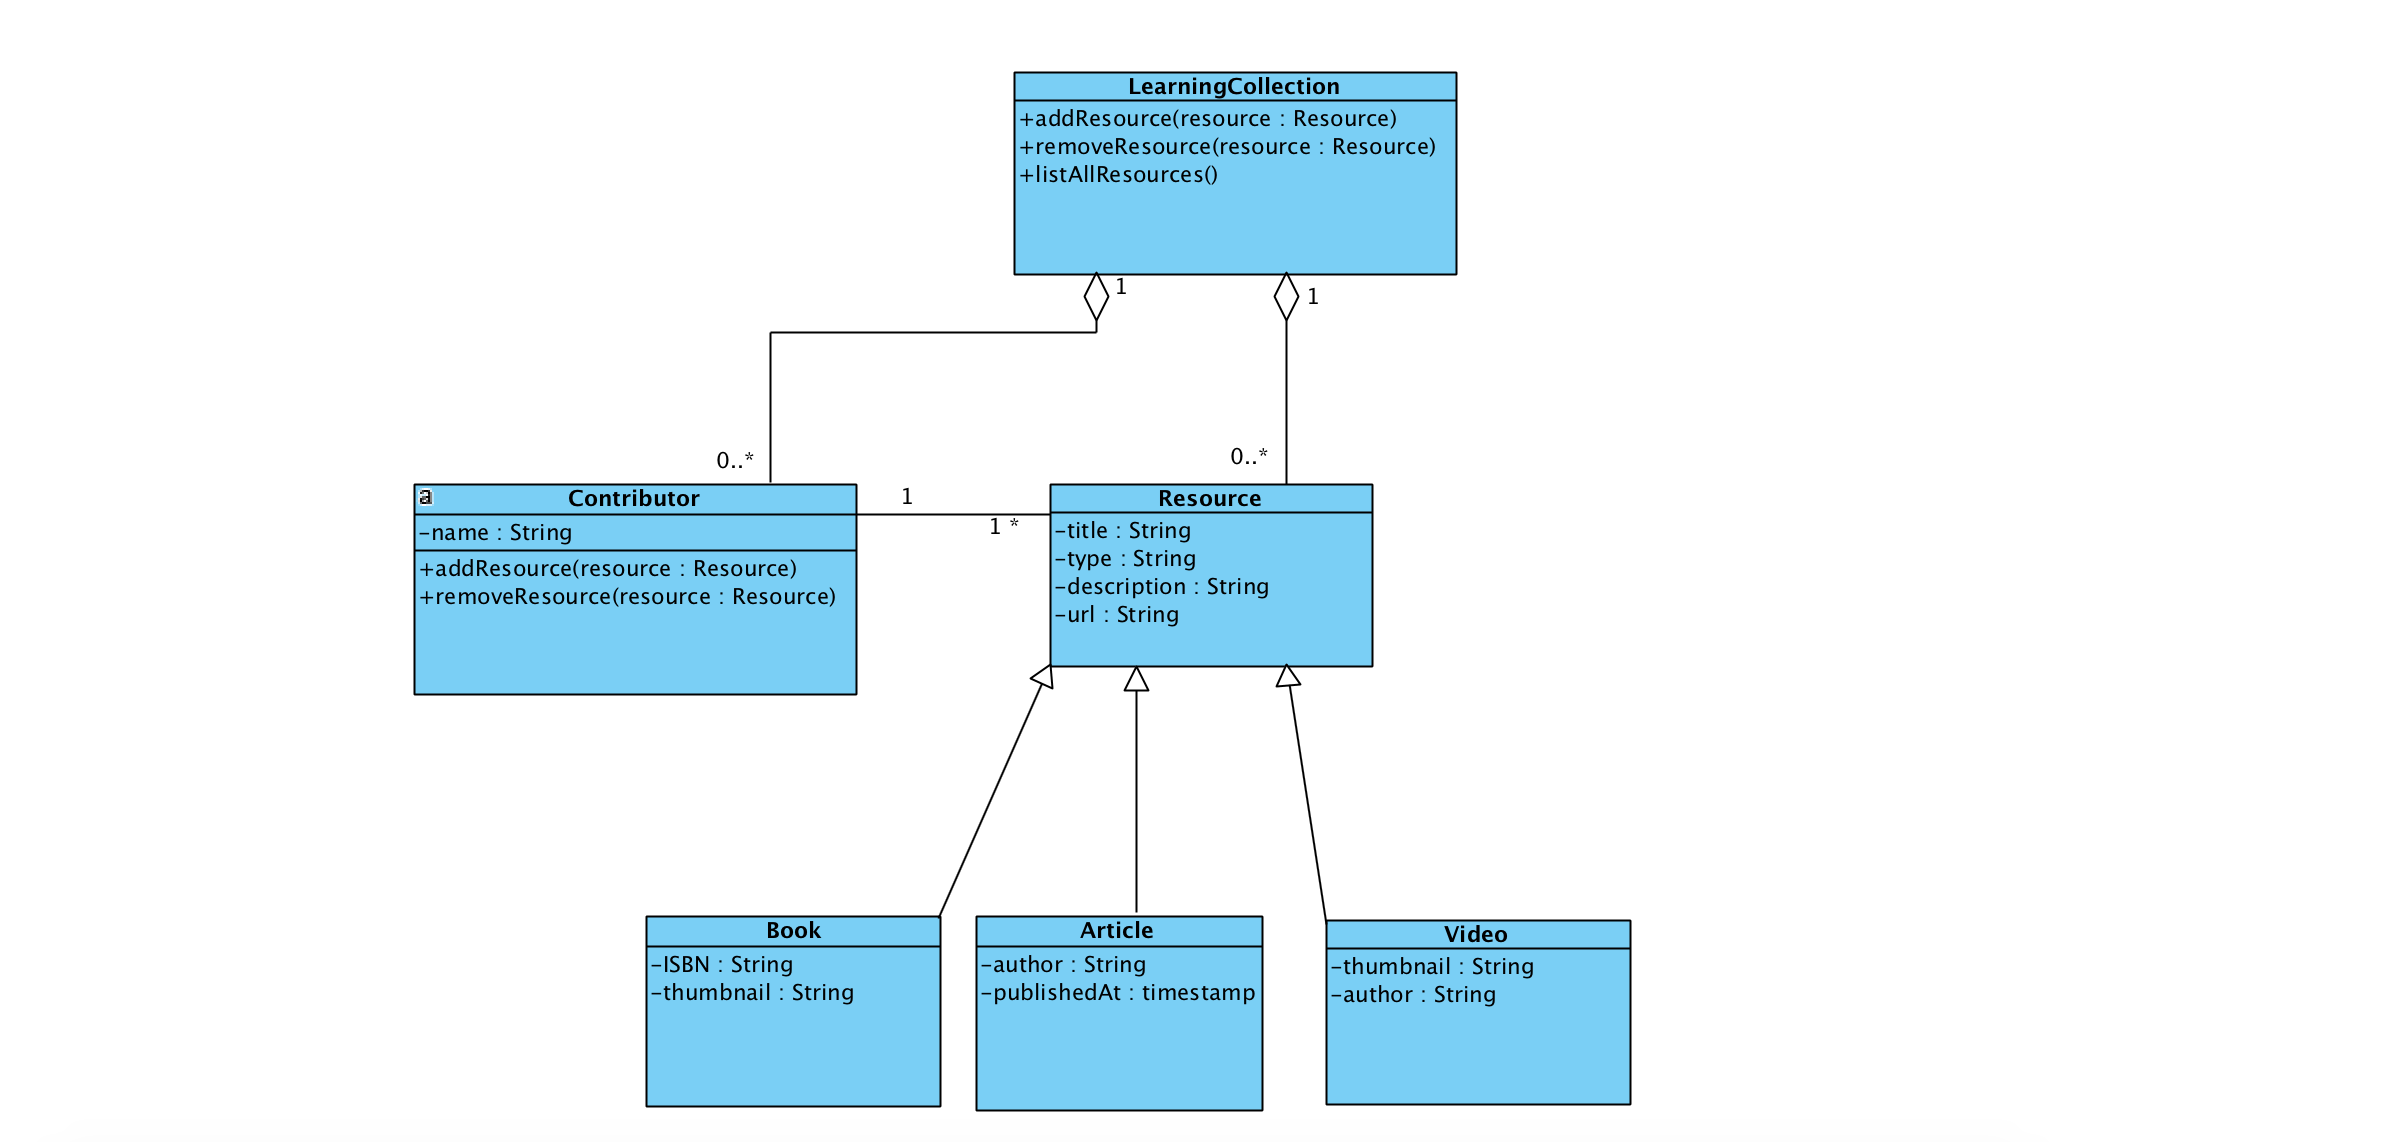 LearningCollection
+addResource(resource : Resource)
+removeResource(resource : Resource)
+listAllResources()
1
1
0..*
0..*
a
Contributor
-name : String
+addResource(resource : Resource)
+removeResource(resource : Resource)
1
1 *
Resource
-title : String
-type : String
-description : String
-url : String
Book
-ISBN : String
-thumbnail : String
Article
-author : String
-publishedAt : timestamp
Video
-thumbnail : String
-author : String